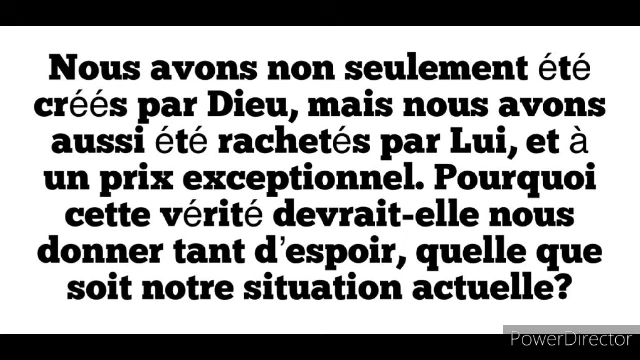 Nous avons non seulement été
créés par Dieu, mais nous avons
aussi été rachetés par Lui, et à
un prix exceptionnel. Pourquoi
cette vérité devrait-elle nous
donner tant d’espoir, quelle que
soit notre situation actuelle?
PowerDirector